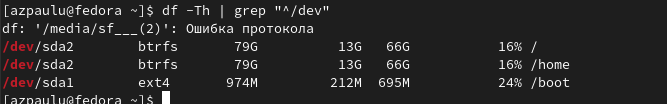 [azpaulu@fedora ~]$ df -Th | grep "^/dev"
df: '/media/sf___(2)': Ошибка протокола
/dev/sda2 btrfs 79G 13G 66G 16% /
/dev/sda2 btrfs 79G 13G 66G 16% /home
/dev/sda1 ext4 974M 212M 695M 24% /boot
[azpaulu@fedora ~]$